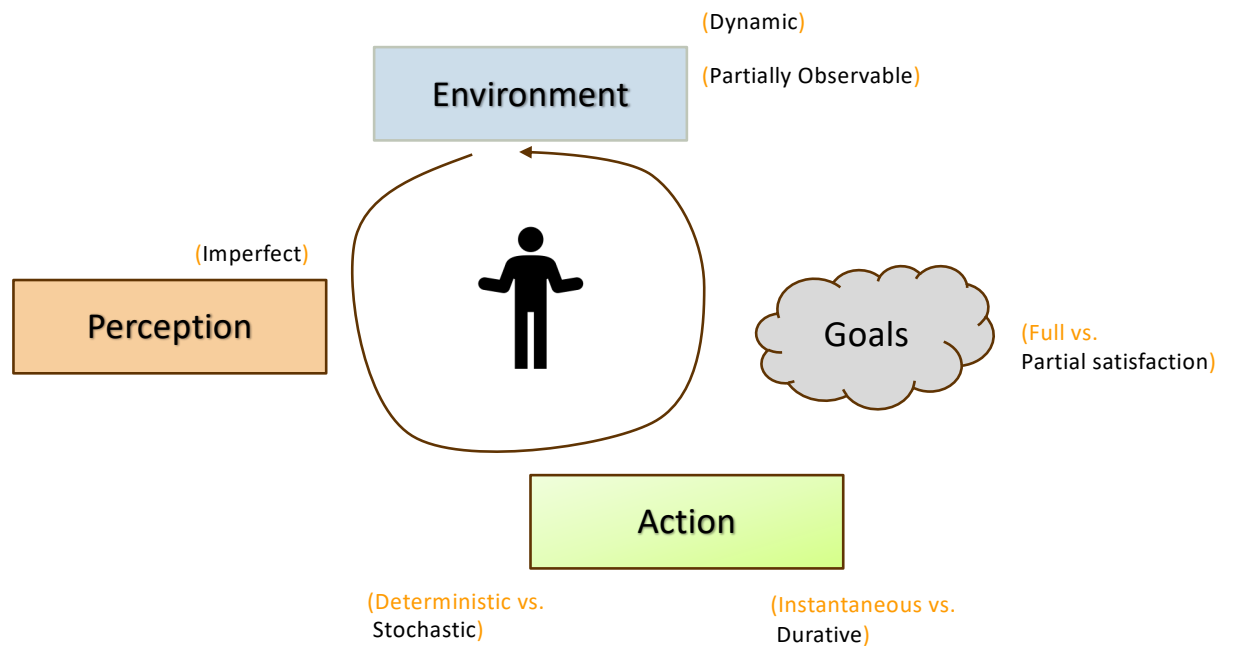 (Dynamic)
Environment
(Partially Observable)
(Imperfect)
Perception
Goals
(Full vs.
Partial satisfaction)
Action
(Deterministic vs.
Stochastic)
(Instantaneous vs.
Durative)